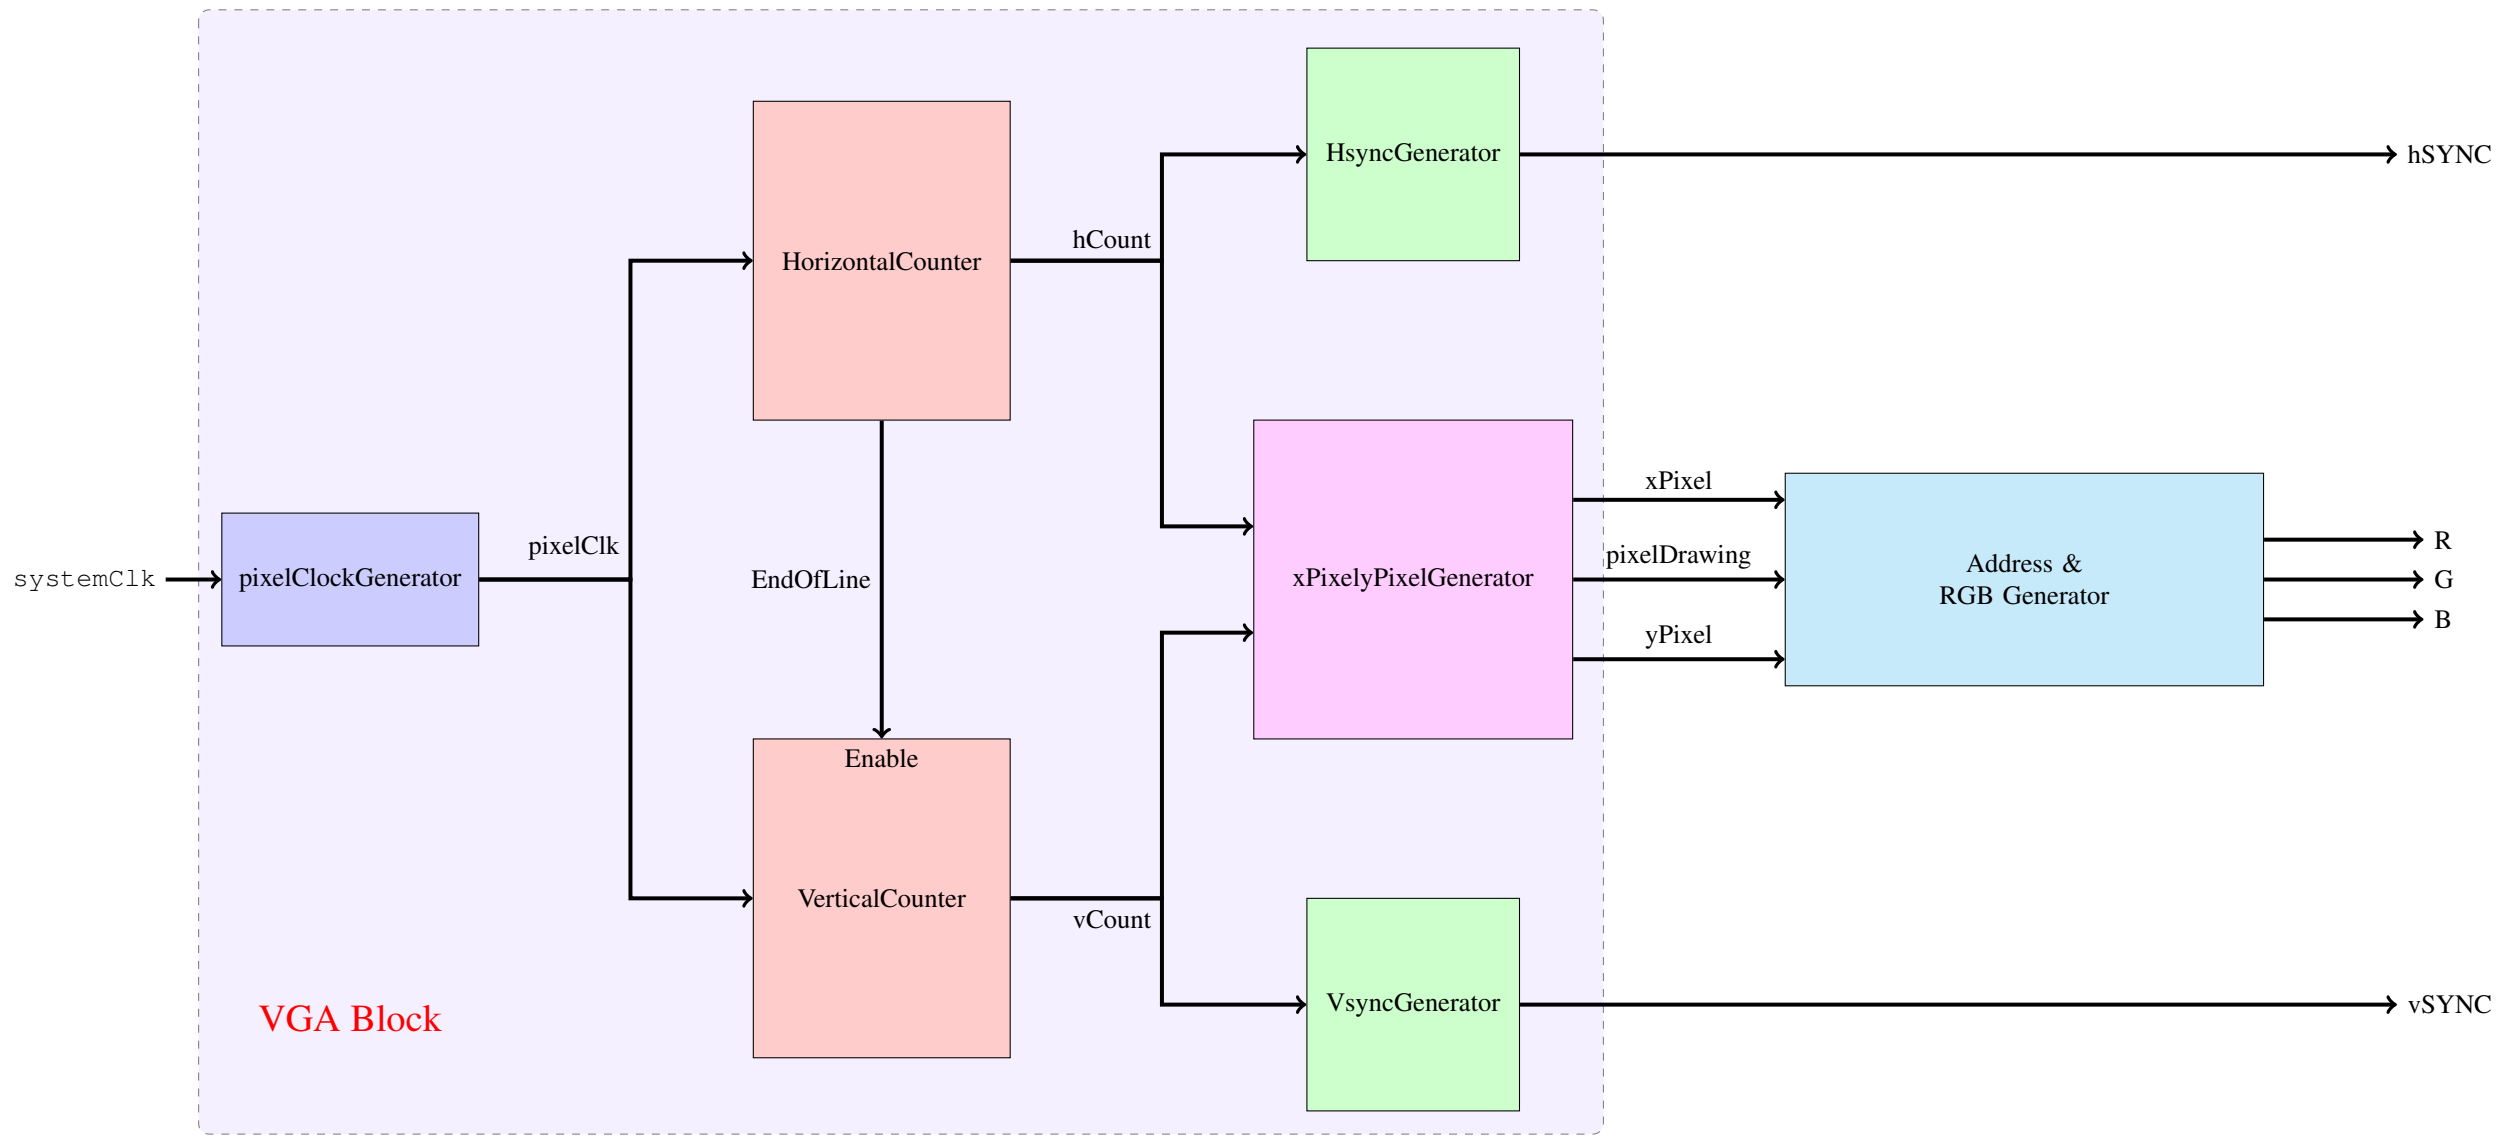 HsyncGenerator
hSYNC
hCount
HorizontalCounter
xPixel
pixelClk
pixelDrawing
R
systemClk
pixelClockGenerator
EndOfLine
xPixelyPixelGenerator
Address &
RGB Generator
G
B
yPixel
Enable
VerticalCounter
vCount
VsyncGenerator
vSYNC
VGA Block